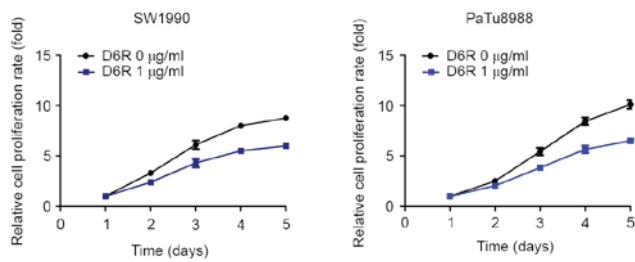 SW1990
Relative cell proliferation rate (fold)
D6R 0 μg/ml
D6R 1 μg/ml
15
10
5
0
0 1 2 3 4 5
Time (days)
PaTu8988
Relative cell proliferation rate (fold)
D6R 0 μg/ml
D6R 1 μg/ml
15
10
5
0
0 1 2 3 4 5
Time (days)